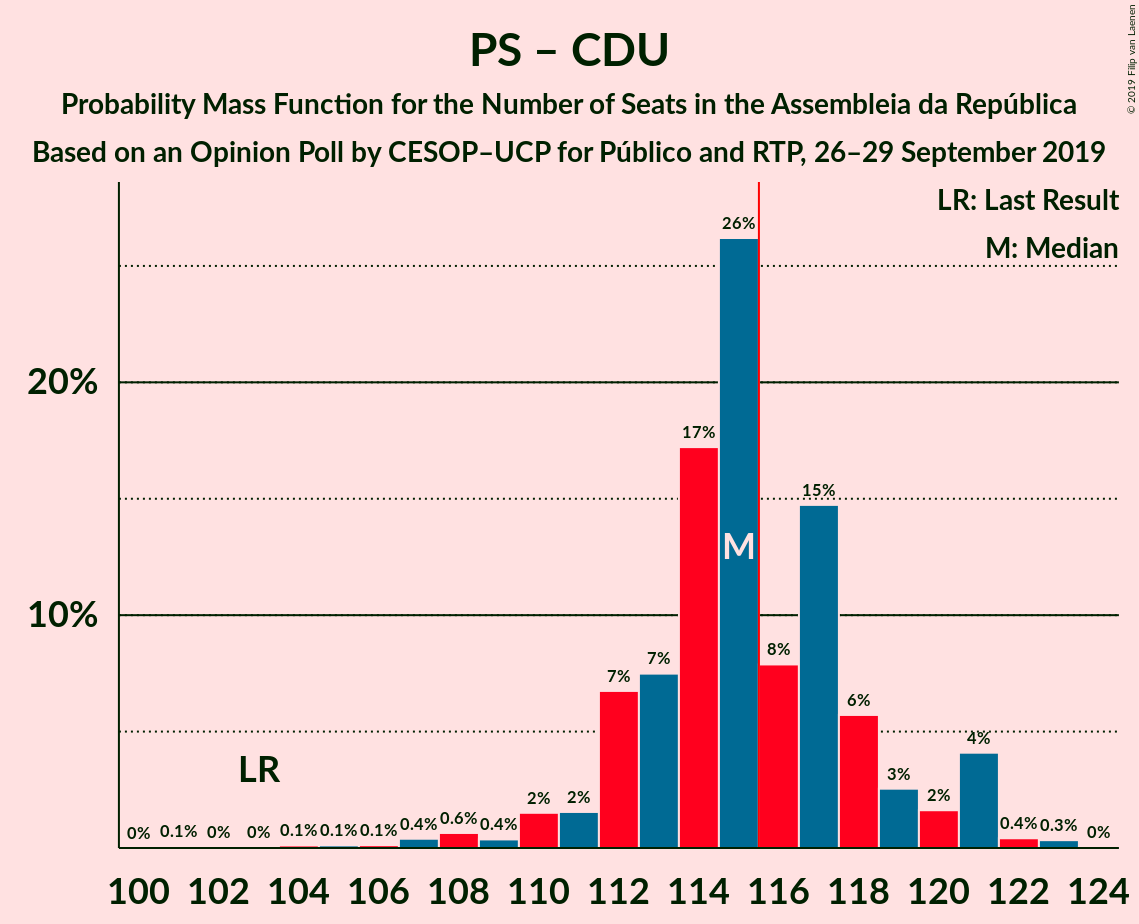 PS – CDU
Probability Mass Function for the Number of Seats in the Assembleia da República
Based on an Opinion Poll by CESOP–UCP for Público and RTP, 26–29 September 2019
© 2019 Filip van Laenen
LR: Last Result
M: Median
20%
10%
LR
M
0% 0.1% 0% 0% 0.1% 0.1% 0.1% 0.4% 0.6% 0.4% 2% 2% 7% 7% 17% 26% 8% 15% 6% 3% 2% 4% 0.4% 0.3% 0%
100 102 104 106 108 110 112 114 116 118 120 122 124